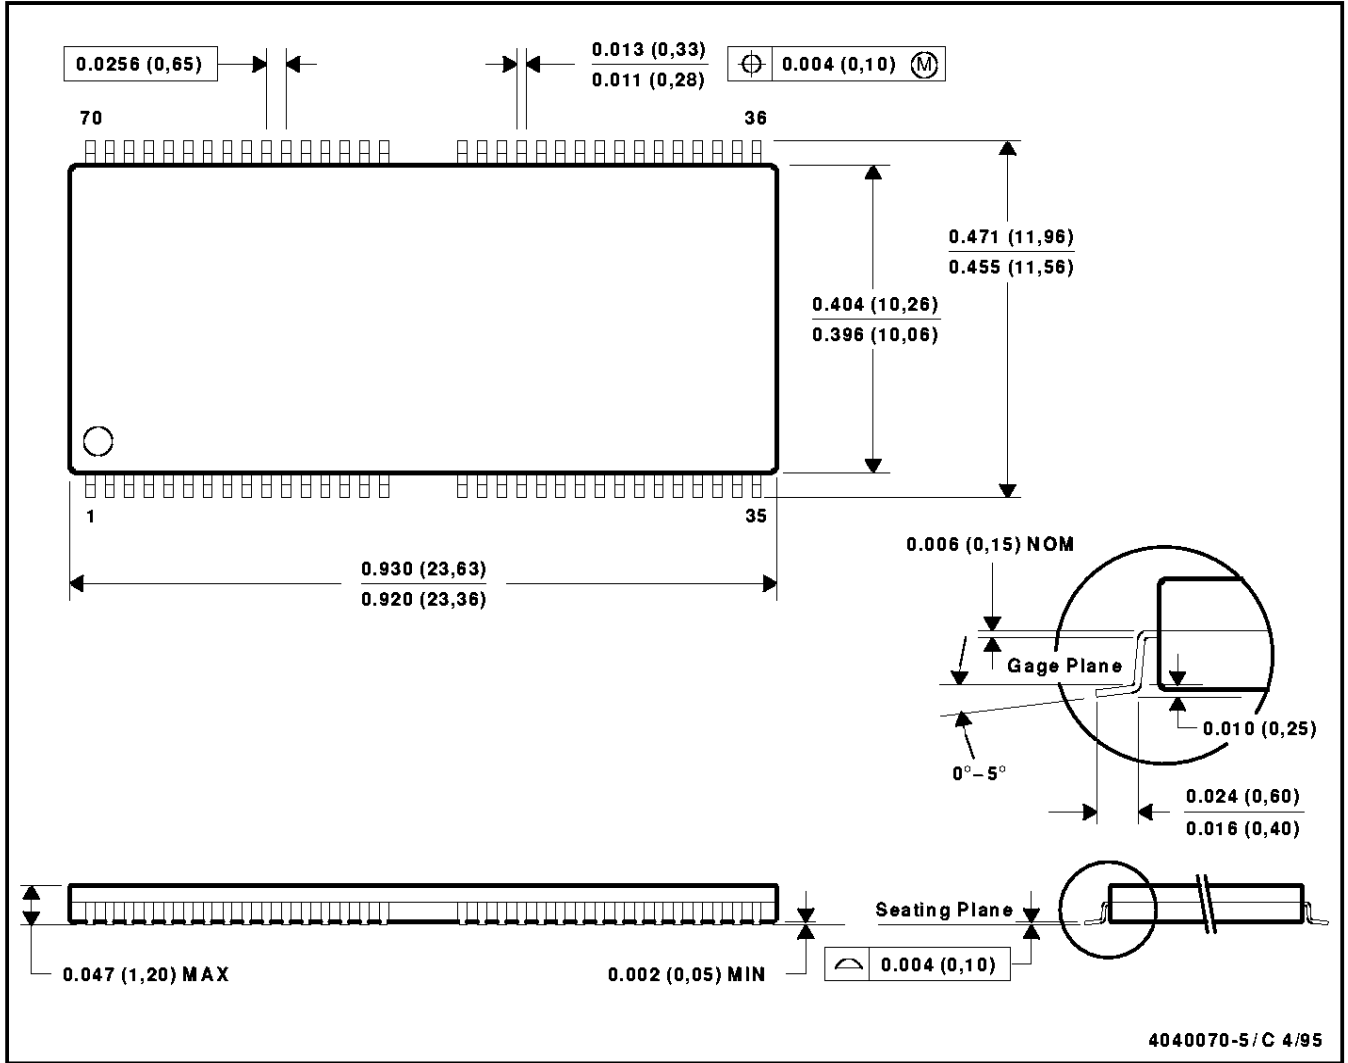 0.0256 (0,65)
0.013 (0,33)
0.011 (0,28)
0.004 (0,10) M
70
36
0.471 (11,96)
0.455 (11,56)
0.404 (10,26)
0.396 (10,06)
1
35
0.930 (23,63)
0.920 (23,36)
0.006 (0,15) NOM
Gage Plane
0.010 (0,25)
0°–5°
0.024 (0,60)
0.016 (0,40)
Seating Plane
0.047 (1,20) MAX
0.002 (0,05) MIN
0.004 (0,10)
4040070-5/C 4/95